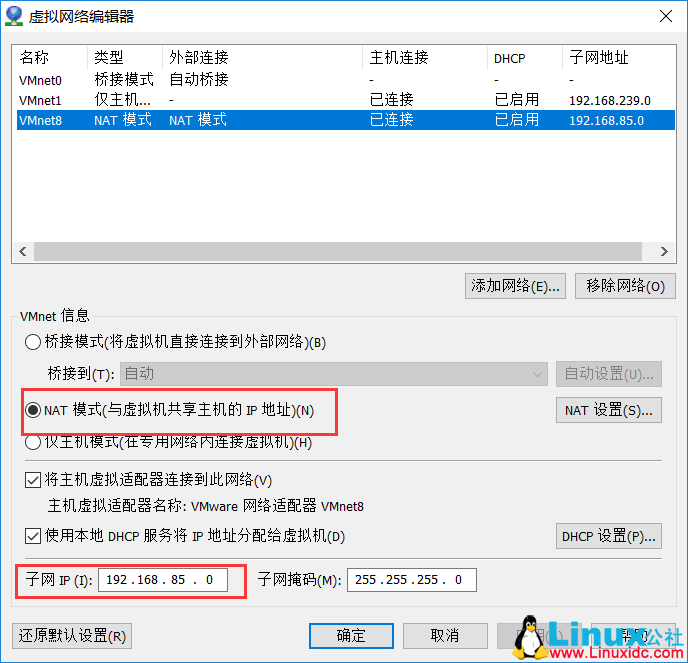 虚拟网络编辑器
名称 类型 外部连接 主机连接 DHCP 子网地址
VMnet0 桥接模式 自动桥接 - - -
VMnet1 仅主机... - 已连接 已启用 192.168.239.0
VMnet8 NAT 模式 NAT 模式 已连接 已启用 192.168.85.0
添加网络(E)... 移除网络(O)
VMnet 信息
桥接模式(将虚拟机直接连接到外部网络)(B)
桥接到(T): 自动 自动设置(U)...
NAT 模式(与虚拟机共享主机的 IP 地址)(N) NAT 设置(S)...
仅主机模式(在专用网络内连接虚拟机)(H)
将主机虚拟适配器连接到此网络(V)
主机虚拟适配器名称: VMware 网络适配器 VMnet8
使用本地 DHCP 服务将 IP 地址分配给虚拟机(D) DHCP 设置(P)...
子网 IP (I): 192.168.85.0 子网掩码(M): 255.255.255.0
还原默认设置(R) 确定 取消
Linux公社
www.Linuxidc.com